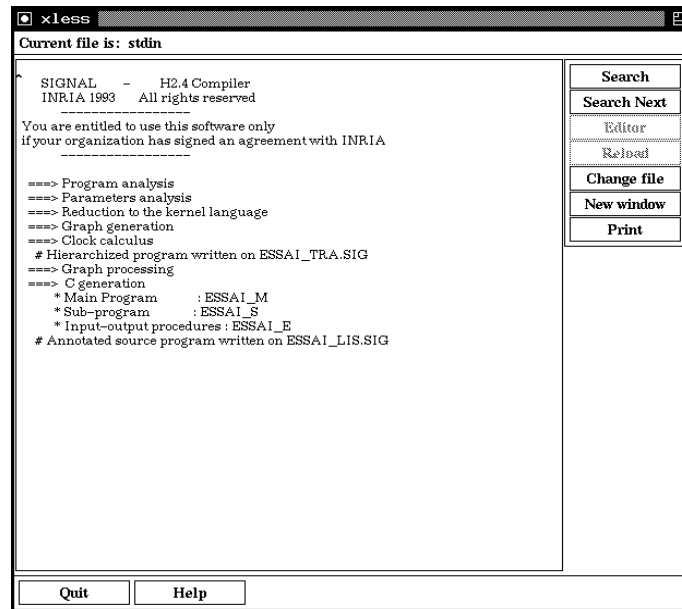 xless
Current file is: stdin
SIGNAL – H2.4 Compiler
INRIA 1993 All rights reserved
-----------------
You are entitled to use this software only
if your organization has signed an agreement with INRIA
-----------------
===> Program analysis
===> Parameters analysis
===> Reduction to the kernel language
===> Graph generation
===> Clock calculus
# Hierarchized program written on ESSAI_TRA.SIG
===> Graph processing
===> C generation
* Main Program : ESSAI_M
* Sub–program : ESSAI_S
* Input–output procedures : ESSAI_E
# Annotated source program written on ESSAI_LIS.SIG
Search
Search Next
Editor
Reload
Change file
New window
Print
Quit Help